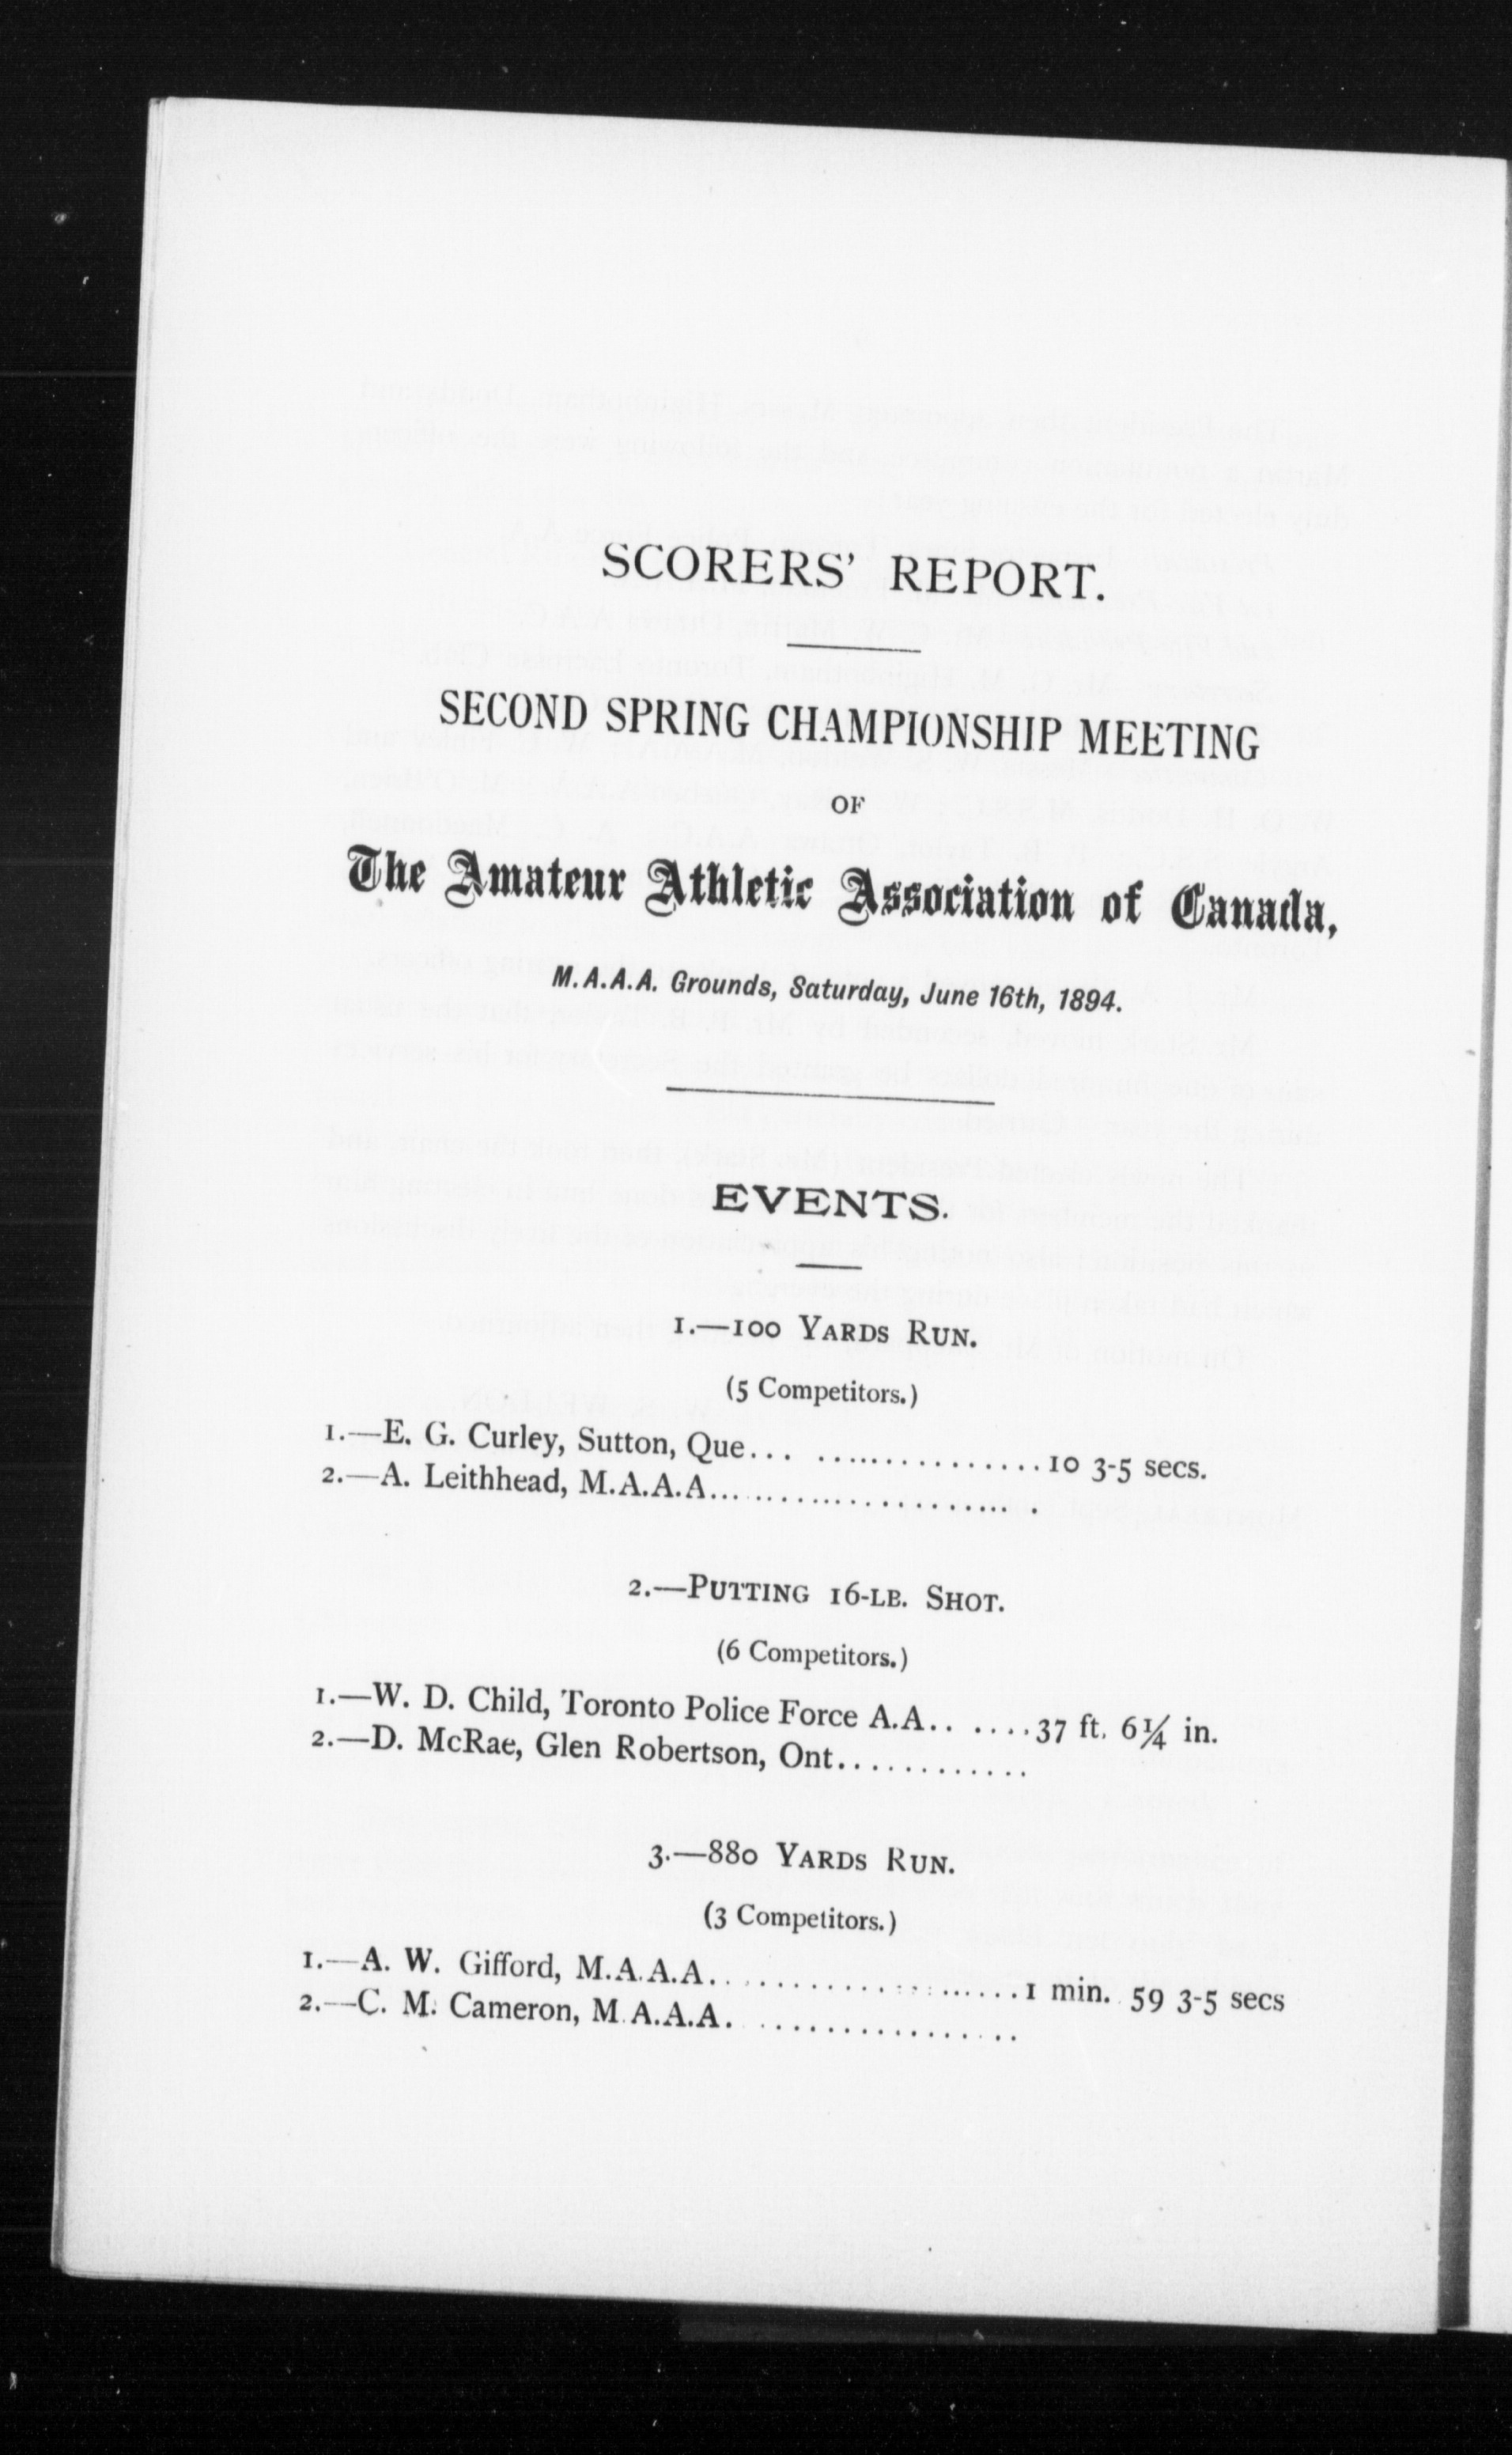 SCORERS' REPORT.
SECOND SPRING CHAMPIONSHIP MEETING
OF
The Amateur Athletic Association of Canada,
M.A.A.A. Grounds, Saturday, June 16th, 1894.
EVENTS.
1.—100 YARDS RUN.
(5 Competitors.)
1.—E. G. Curley, Sutton, Que... ..............10 3-5 secs.
2.—A. Leithhead, M.A.A.A..................... .
2.—PUTTING 16-LB. SHOT.
(6 Competitors.)
1.—W. D. Child, Toronto Police Force A.A.. ....37 ft. 6¼ in.
2.—D. McRae, Glen Robertson, Ont............
3.—880 YARDS RUN.
(3 Competitors.)
1.—A. W. Gifford, M.A.A.A.....................1 min. 59 3-5 secs
2.—C. M. Cameron, M.A.A.A. ................